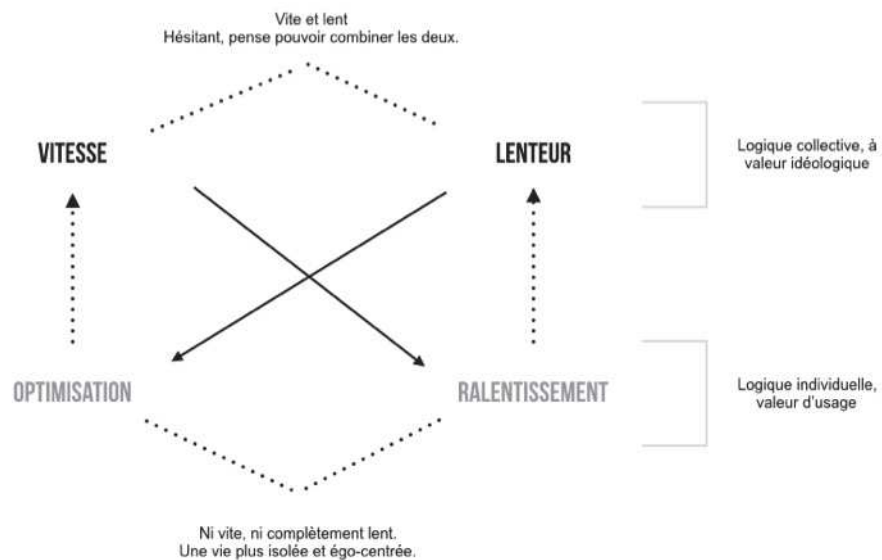 Vite et lent
Hésitant, pense pouvoir combiner les deux.
VITESSE
LENTEUR
Logique collective, à
valeur idéologique
OPTIMISATION
RALENTISSEMENT
Logique individuelle,
valeur d'usage
Ni vite, ni complètement lent.
Une vie plus isolée et égo-centrée.